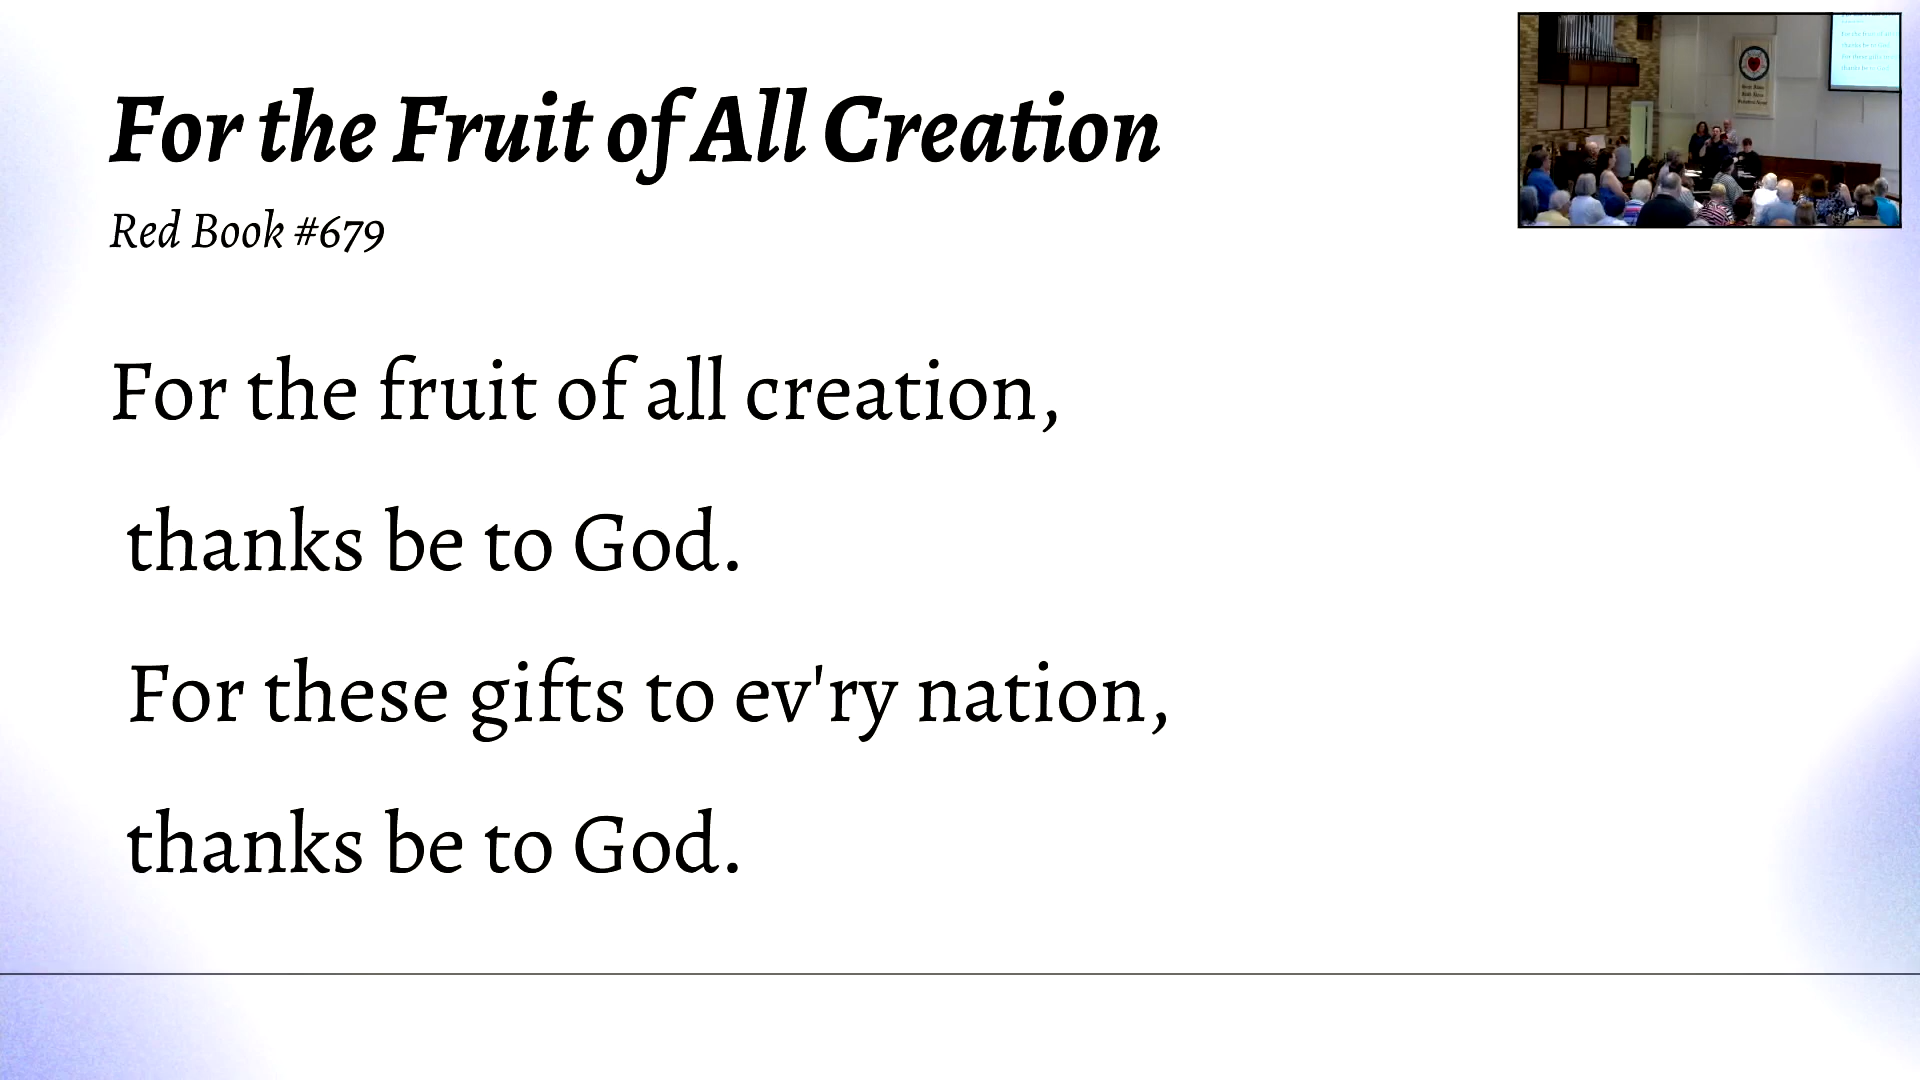 For the Fruit of All Creation
Red Book #679
For the fruit of all creation,
thanks be to God.
For these gifts to ev'ry nation,
thanks be to God.